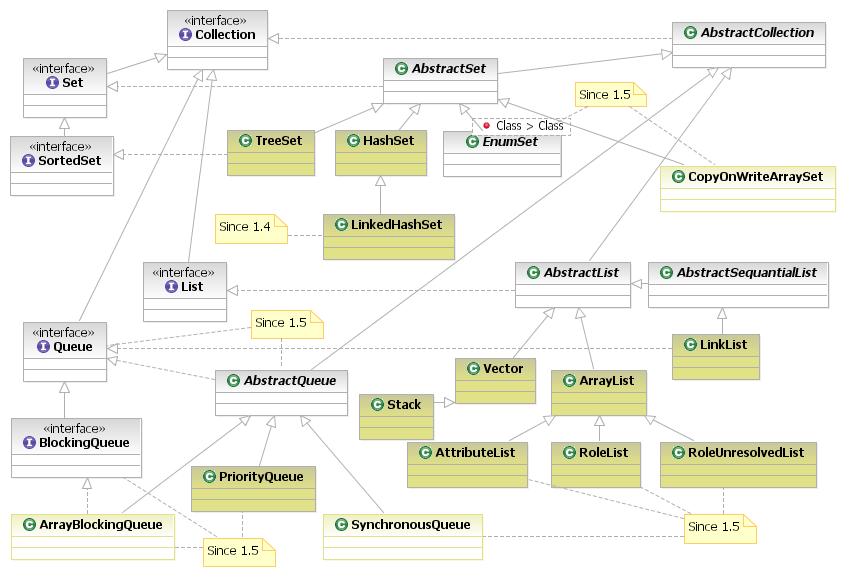 «interface»
Collection
AbstractCollection
«interface»
Set
AbstractSet
Since 1.5
Class > Class
«interface»
SortedSet
TreeSet
HashSet
EnumSet
CopyOnWriteArraySet
Since 1.4
LinkedHashSet
«interface»
List
AbstractList
AbstractSequantialList
«interface»
Queue
Since 1.5
LinkList
AbstractQueue
Vector
ArrayList
Stack
«interface»
BlockingQueue
AttributeList
RoleList
RoleUnresolvedList
PriorityQueue
ArrayBlockingQueue
Since 1.5
SynchronousQueue
Since 1.5